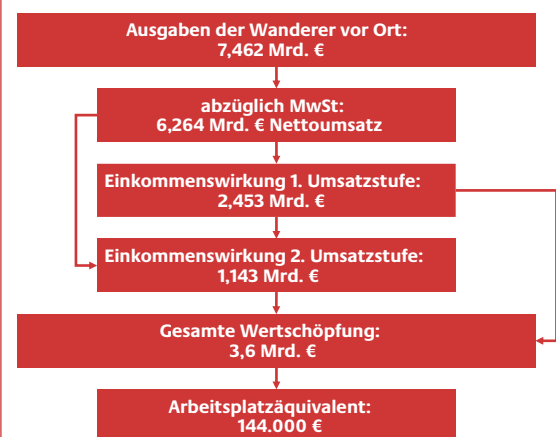 Ausgaben der Wanderer vor Ort:
7,462 Mrd. €
abzüglich MwSt:
6,264 Mrd. € Nettoumsatz
Einkommenswirkung 1. Umsatzstufe:
2,453 Mrd. €
Einkommenswirkung 2. Umsatzstufe:
1,143 Mrd. €
Gesamte Wertschöpfung:
3,6 Mrd. €
Arbeitsplatzäquivalent:
144.000 €